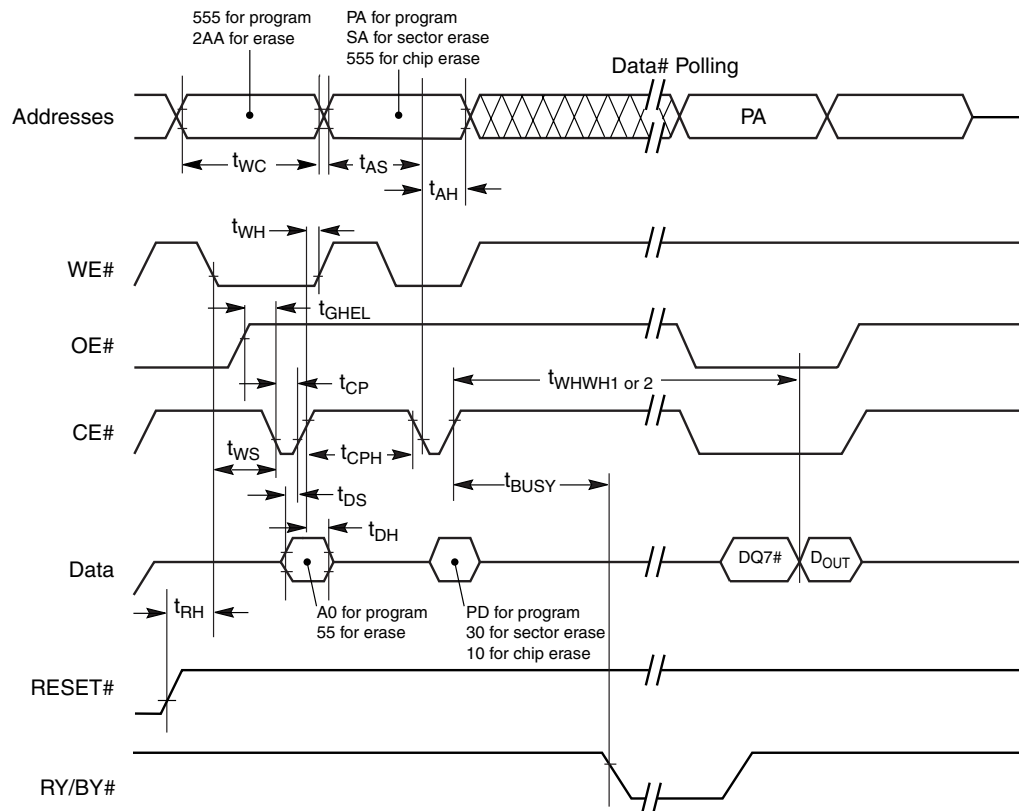 555 for program
2AA for erase
PA for program
SA for sector erase
555 for chip erase
Data# Polling
Addresses
PA
tWC
tAS
tAH
tWH
WE#
tGHEL
OE#
tCP
tWHWH1 or 2
CE#
tWS
tCPH
tBUSY
tDS
tDH
Data
DQ7#
DOUT
tRH
A0 for program
55 for erase
PD for program
30 for sector erase
10 for chip erase
RESET#
RY/BY#